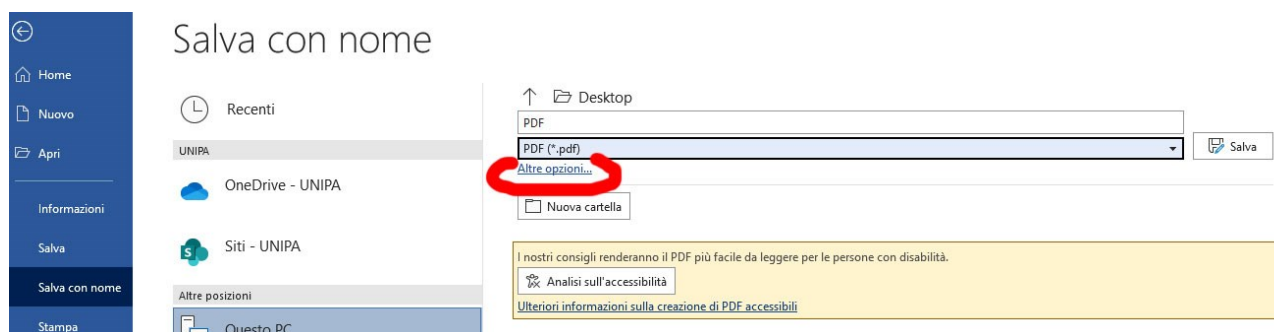 Salva con nome
Home
Nuovo
Apri
Informazioni
Salva
Salva con nome
Stampa
Recenti
UNIPA
OneDrive - UNIPA
S
Siti - UNIPA
Altre posizioni
Questo PC
Desktop
PDF
PDF (*.pdf)
Salva
Altre opzioni...
Nuova cartella
I nostri consigli renderanno il PDF più facile da leggere per le persone con disabilità.
Analisi sull'accessibilità
Ulteriori informazioni sulla creazione di PDF accessibili